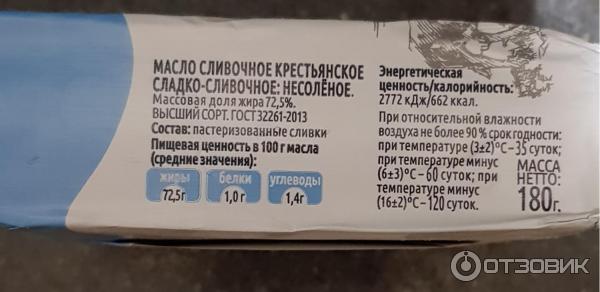 МАСЛО СЛИВОЧНОЕ КРЕСТЬЯНСКОЕ
СЛАДКО-СЛИВОЧНОЕ: НЕСОЛЁНОЕ.
Массовая доля жира 72,5%.
ВЫСШИЙ СОРТ. ГОСТ 32261-2013
Состав: пастеризованные сливки
Пищевая ценность в 100 г масла
(средние значения):
жиры белки углеводы
72,5г 1,0г 1,4г
Энергетическая
ценность/калорийность:
2772 кДж/662 ккал.
При относительной влажности
воздуха не более 90 % срок годности:
при температуре (3±2)°С–35 суток;
при температуре минус
(6±3)°С – 60 суток; при
температуре минус
(16±2)°С–120 суток.
МАССА
НЕТТО:
180г.
ОТЗОВИК